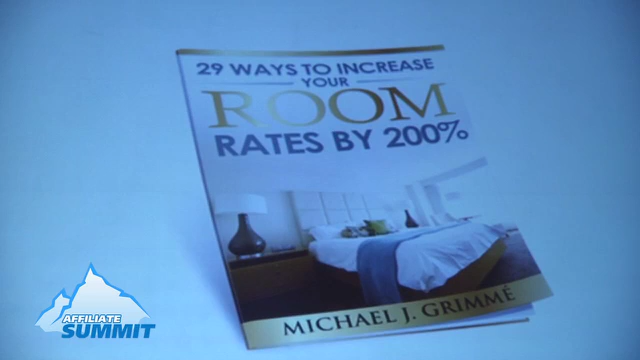 29 WAYS TO INCREASE
YOUR
ROOM
RATES BY 200%
MICHAEL J. GRIMMÉ
AFFILIATE
SUMMIT